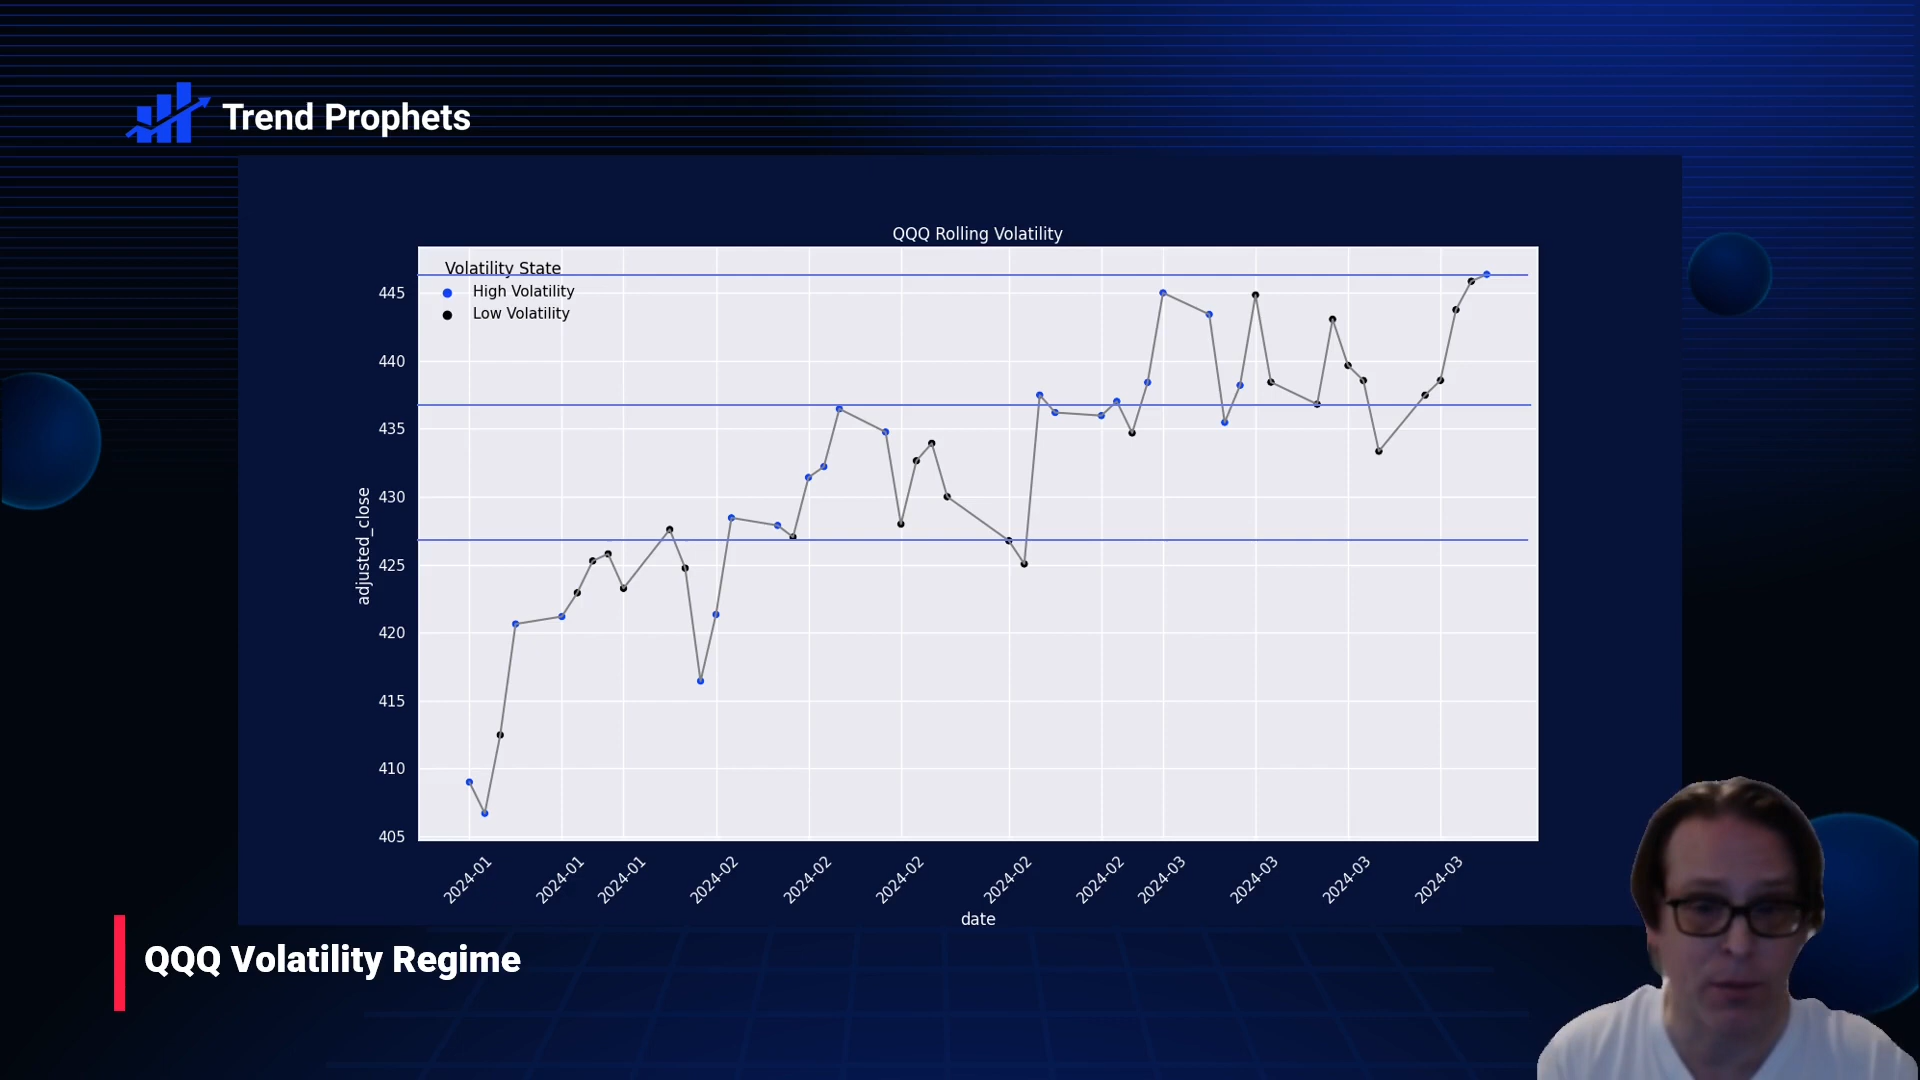 Trend Prophets
QQQ Rolling Volatility
Volatility State
High Volatility
Low Volatility
445
440
435
430
425
420
415
410
405
adjusted_close
2024-01
2024-01
2024-01
2024-02
2024-02
2024-02
2024-02
2024-02
2024-03
2024-03
2024-03
2024-03
date
QQQ Volatility Regime